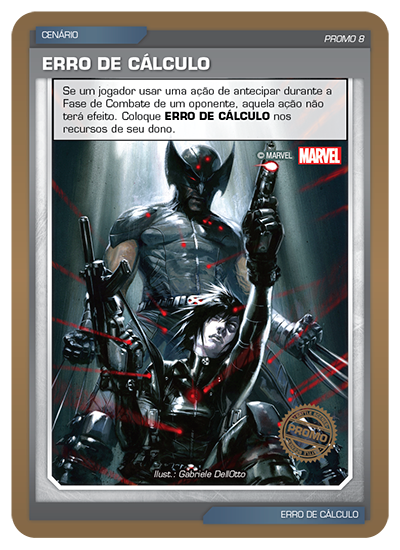 CENÁRIO
PROMO 8
ERRO DE CÁLCULO
Se um jogador usar uma ação de antecipar durante a
Fase de Combate de um oponente, aquela ação não
terá efeito. Coloque ERRO DE CÁLCULO nos
recursos de seu dono.
© MARVEL
MARVEL
PROMO
Ilust.: Gabriele Dell'Otto
ERRO DE CÁLCULO